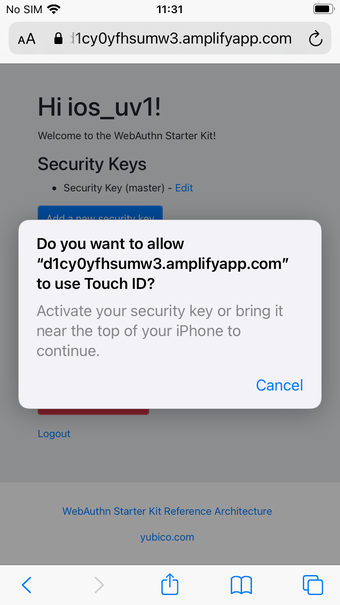 No SIM 11:31
AA d1cy0yfhsumw3.amplifyapp.com
Hi ios_uv1!
Welcome to the WebAuthn Starter Kit!
Security Keys
• Security Key (master) - Edit
Add a new security key
Do you want to allow
“d1cy0yfhsumw3.amplifyapp.com”
to use Touch ID?
Activate your security key or bring it
near the top of your iPhone to
continue.
Cancel
Logout
WebAuthn Starter Kit Reference Architecture
yubico.com